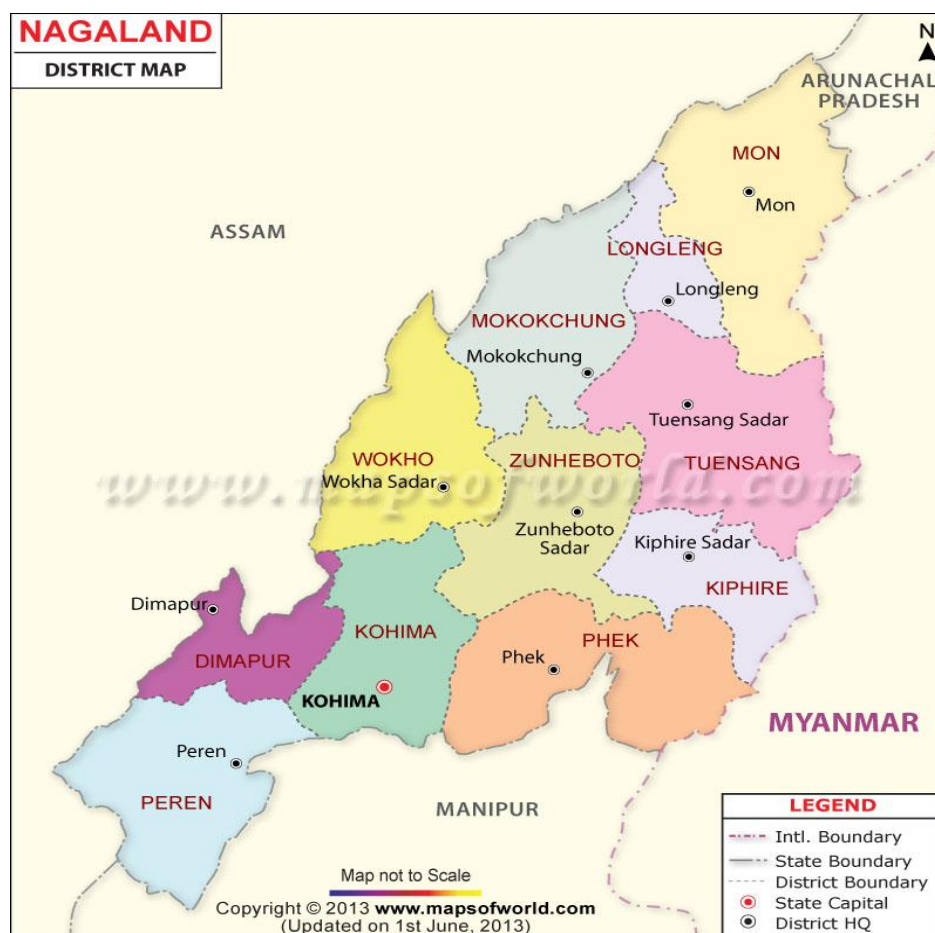 NAGALAND
DISTRICT MAP
N
ARUNACHAL
PRADESH
MON
Mon
ASSAM
LONGLENG
Longleng
MOKOKCHUNG
Mokokchung
Tuensang Sadar
WOKHO
ZUNHEBOTO
TUENSANG
www.mapsofworld.com
Wokha Sadar
Zunheboto
Sadar
Kiphire Sadar
KIPHIRE
Dimapur
KOHIMA
PHEK
DIMAPUR
Phek
KOHIMA
MYANMAR
Peren
PEREN
MANIPUR
LEGEND
Intl. Boundary
State Boundary
District Boundary
State Capital
District HQ
Map not to Scale
Copyright © 2013 www.mapsofworld.com
(Updated on 1st June, 2013)